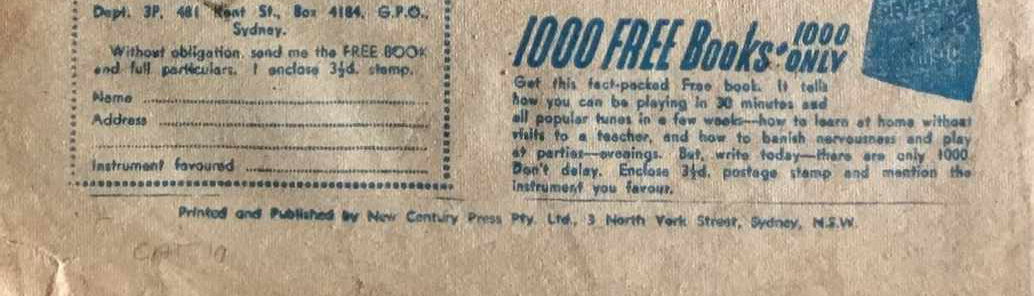 Dept. 3P, 481 Kent St., Box 4184, G.P.O.,
Sydney.
Without obligation, send me the FREE BOOK
and full particulars. I enclose 3½d. stamp.
Name
Address
Instrument favoured
1000 FREE Books • 1000 ONLY
Get this fact-packed Free book. It tells
how you can be playing in 30 minutes and
all popular tunes in a few weeks—how to learn at home without
visits to a teacher, and how to banish nervousness and play
at parties—evenings. But, write today—there are only 1000.
Don't delay. Enclose 3½d. postage stamp and mention the
instrument you favour.
Printed and Published by New Century Press Pty. Ltd., 3 North York Street, Sydney, N.S.W.